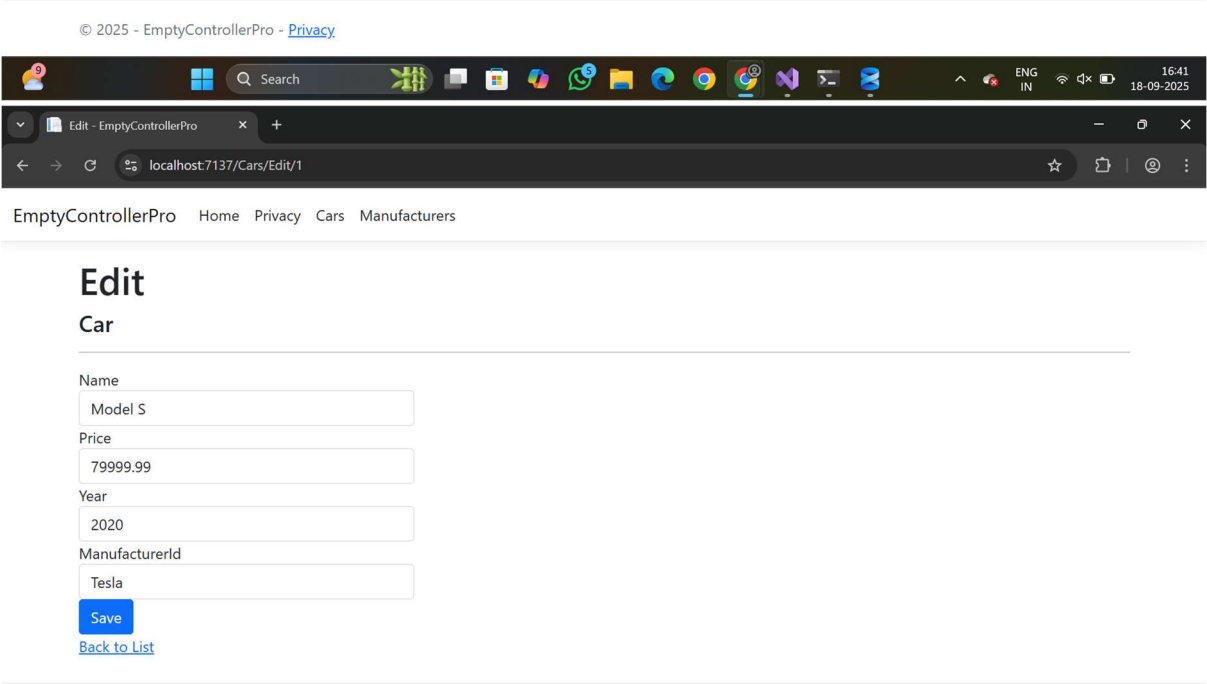 © 2025 - EmptyControllerPro - Privacy
9
Search
5
ENG
IN
16:41
18-09-2025
Edit - EmptyControllerPro
localhost:7137/Cars/Edit/1
EmptyControllerPro Home Privacy Cars Manufacturers
Edit
Car
Name
Model S
Price
79999.99
Year
2020
ManufacturerId
Tesla
Save
Back to List